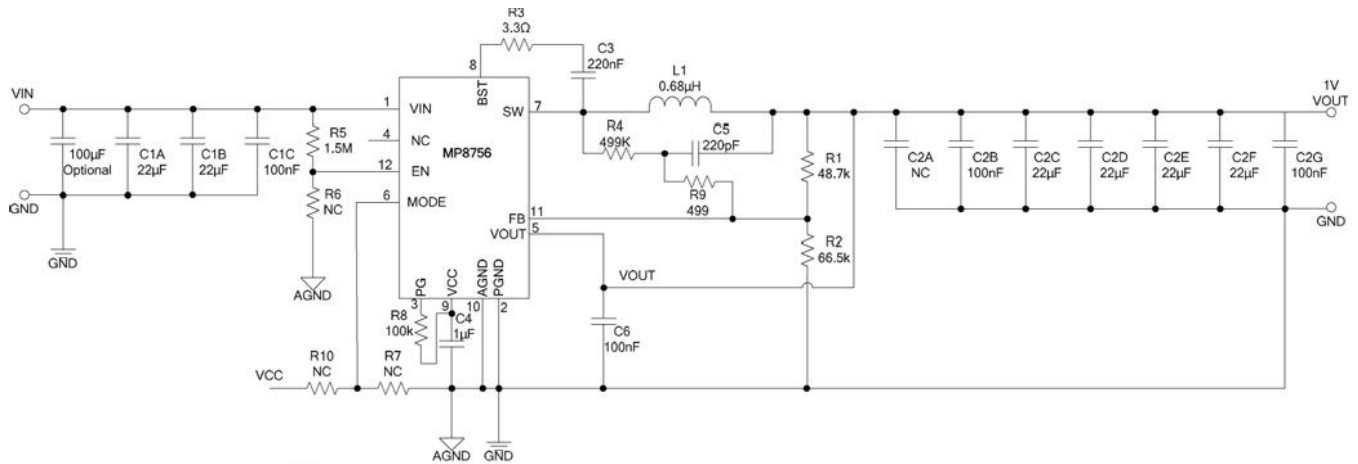 R3
3.3Ω
C3
220nF
8
BST
L1
0.68µH
1V
VOUT
VIN
1
VIN
SW
7
100µF
Optional
C1A
22µF
C1B
22µF
C1C
100nF
R5
1.5M
4
NC
MP8756
R4
499K
C5
220pF
R1
48.7k
C2A
NC
C2B
100nF
C2C
22µF
C2D
22µF
C2E
22µF
C2F
22µF
C2G
100nF
12
EN
R6
NC
6
MODE
R9
499
GND
FB
11
VOUT
5
GND
R2
66.5k
GND
AGND
PG
VCC
AGND
PGND
3
9
10
2
VOUT
R8
100k
C4
1µF
C6
100nF
VCC
R10
NC
R7
NC
AGND
GND